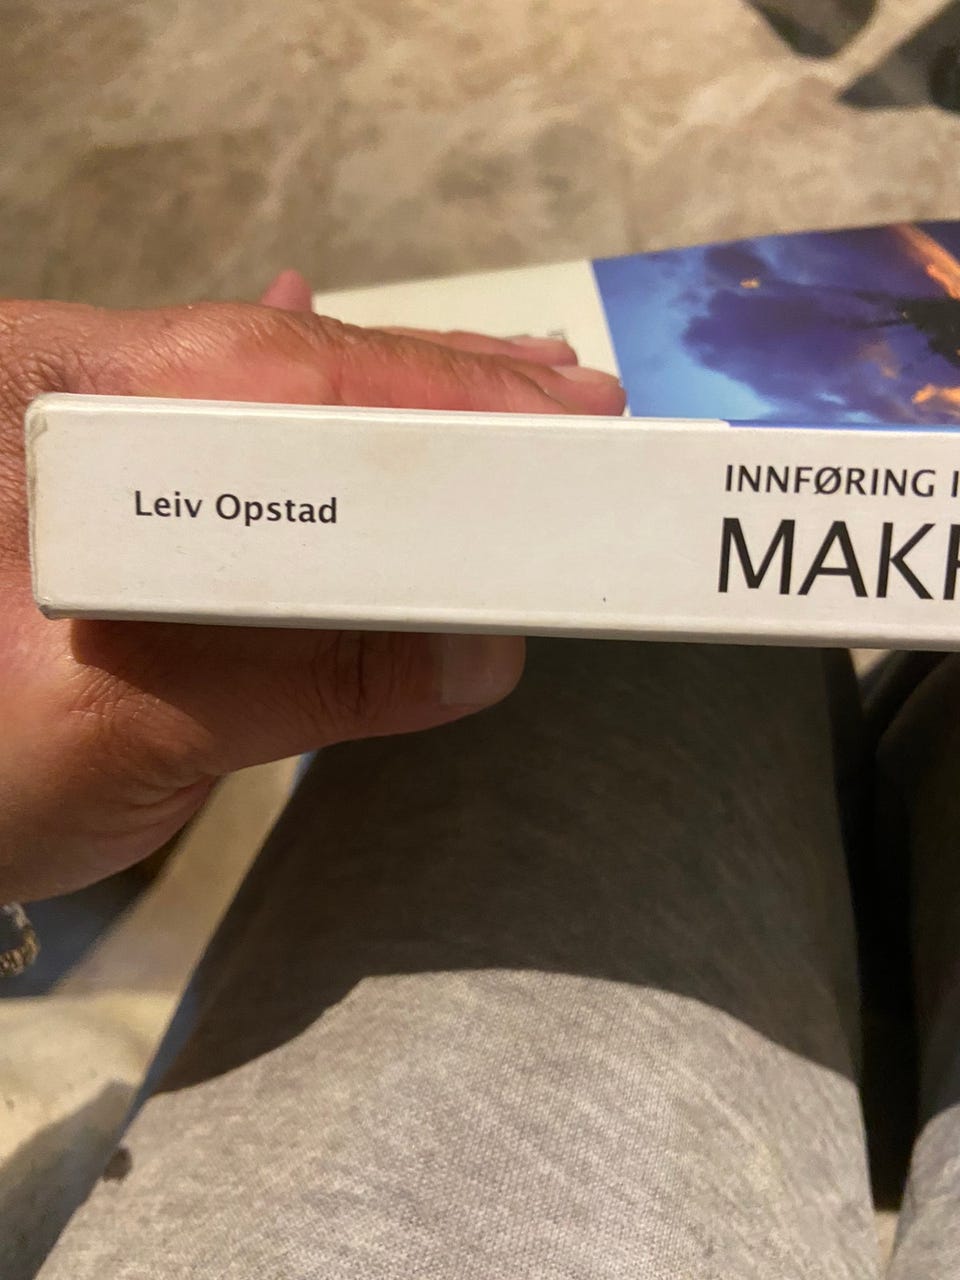 Leiv Opstad
INNFØRING I
MAK